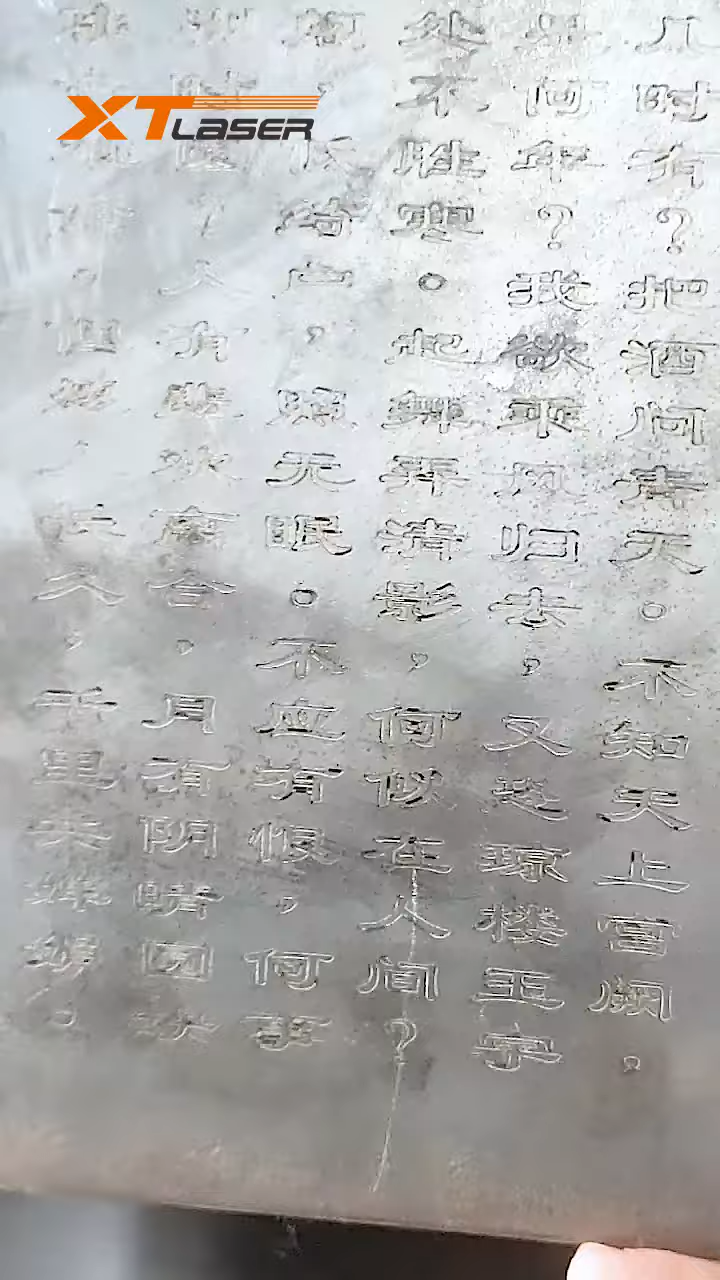 XT LASER
几时有？把酒问青天。不知天上宫阙，
是何年？我欲乘风归去，又恐琼楼玉宇
处不胜寒。起舞弄清影，何似在人间？
阁，低绮户，照无眠。不应有恨，何事
别时圆？人有悲欢离合，月有阴晴圆缺
。但愿人长久，千里共婵娟。